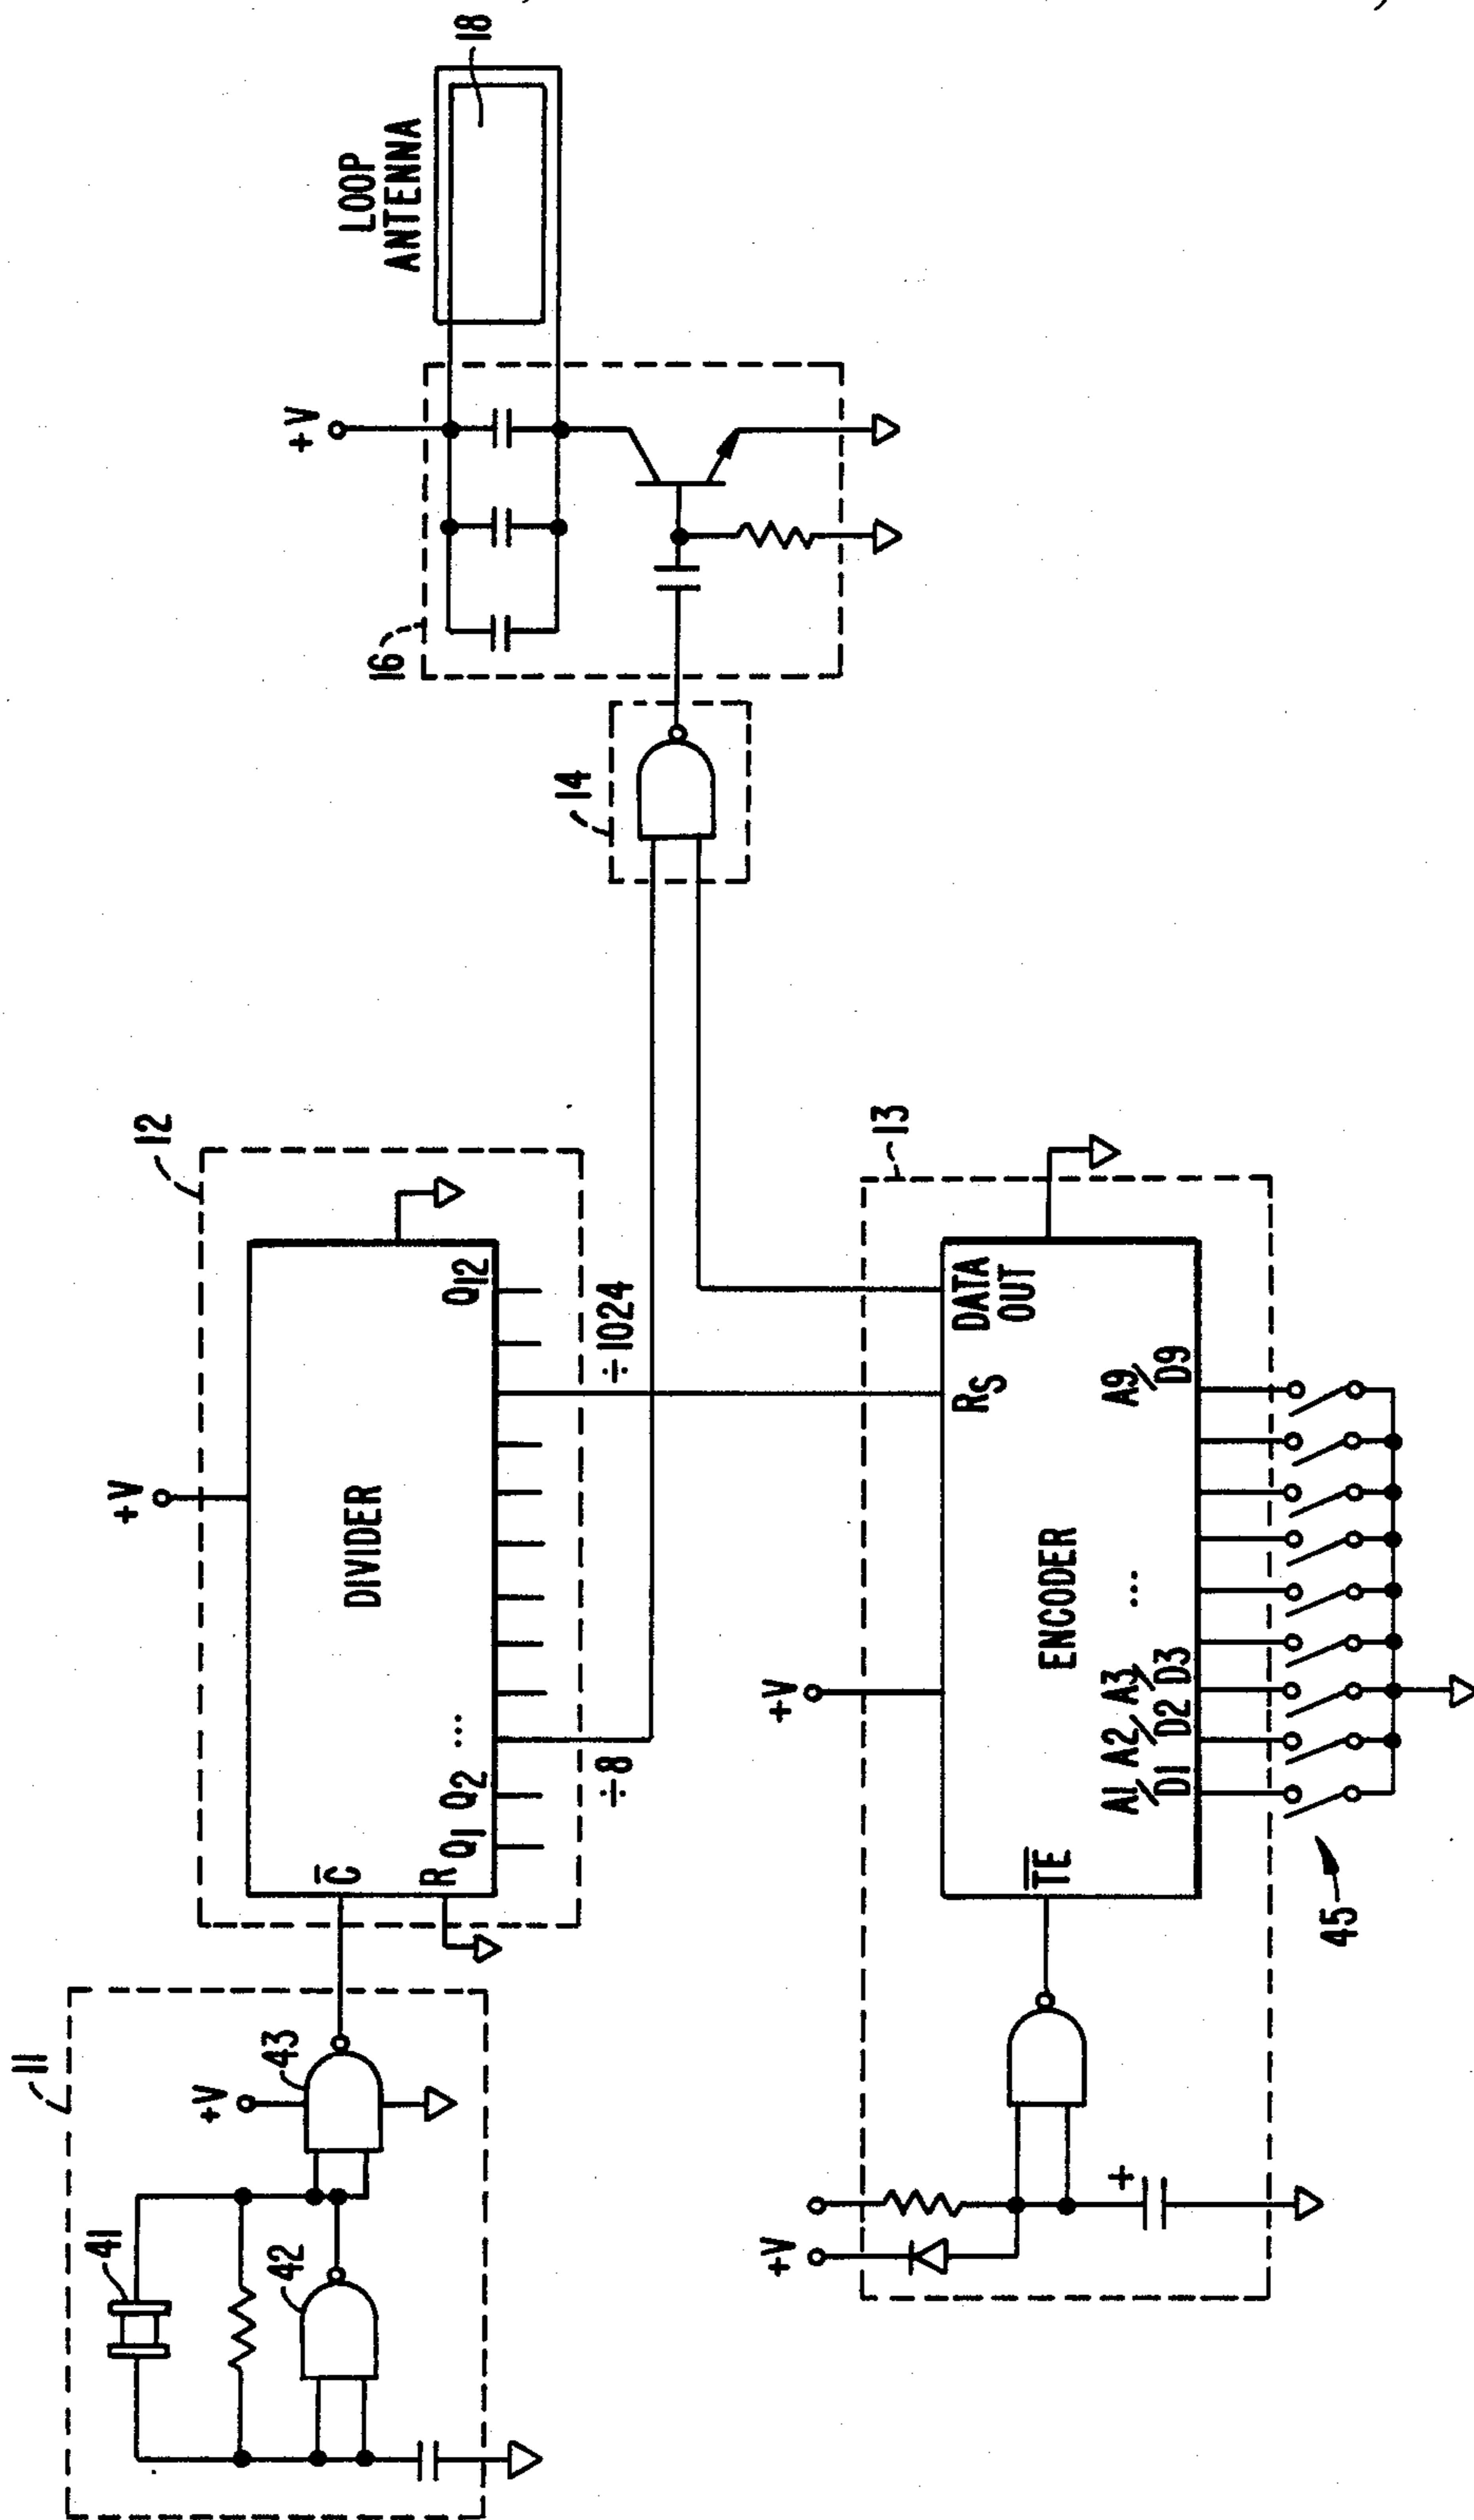 11
41
42
+V
43
12
+V
C̅
R
Q1 Q2 ... Q12
DIVIDER
÷8
÷1024
14
16
+V
LOOP
ANTENNA
18
+V
13
+V
T̅E̅
RS
DATA
OUT
ENCODER
A1 A2 A3 ... A9
/D1 /D2 /D3 /D9
+
45